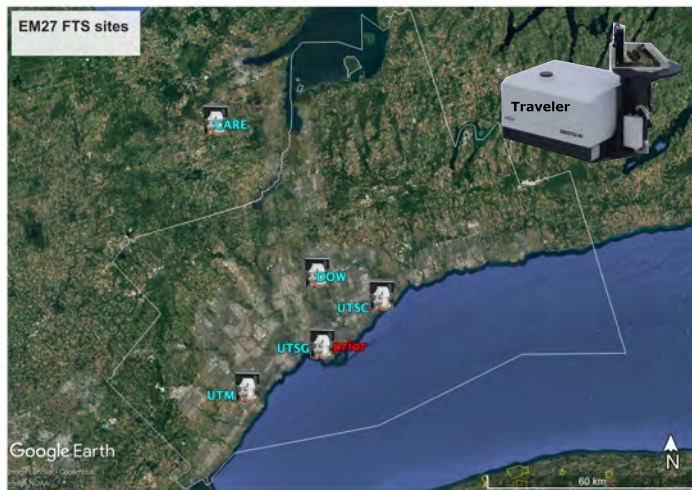 EM27 FTS sites
Traveler
CARE
DOW
UTSC
UTSG prior
UTM
Google Earth
N
60 km